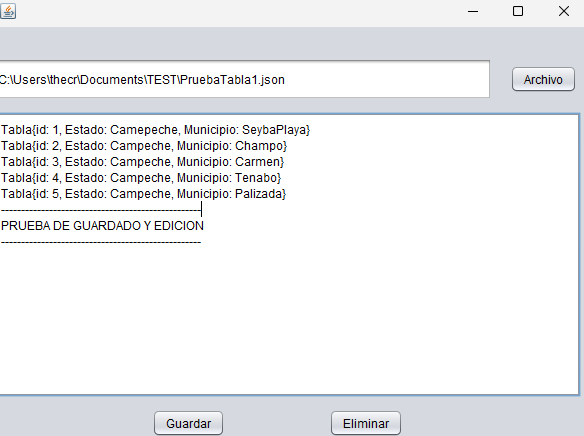 C:\Users\thecr\Documents\TEST\PruebaTabla1.json
Archivo
Tabla{id: 1, Estado: Camepeche, Municipio: SeybaPlaya}
Tabla{id: 2, Estado: Campeche, Municipio: Champo}
Tabla{id: 3, Estado: Campeche, Municipio: Carmen}
Tabla{id: 4, Estado: Campeche, Municipio: Tenabo}
Tabla{id: 5, Estado: Campeche, Municipio: Palizada}
--------------------------------------------------
PRUEBA DE GUARDADO Y EDICION
--------------------------------------------------
Guardar
Eliminar